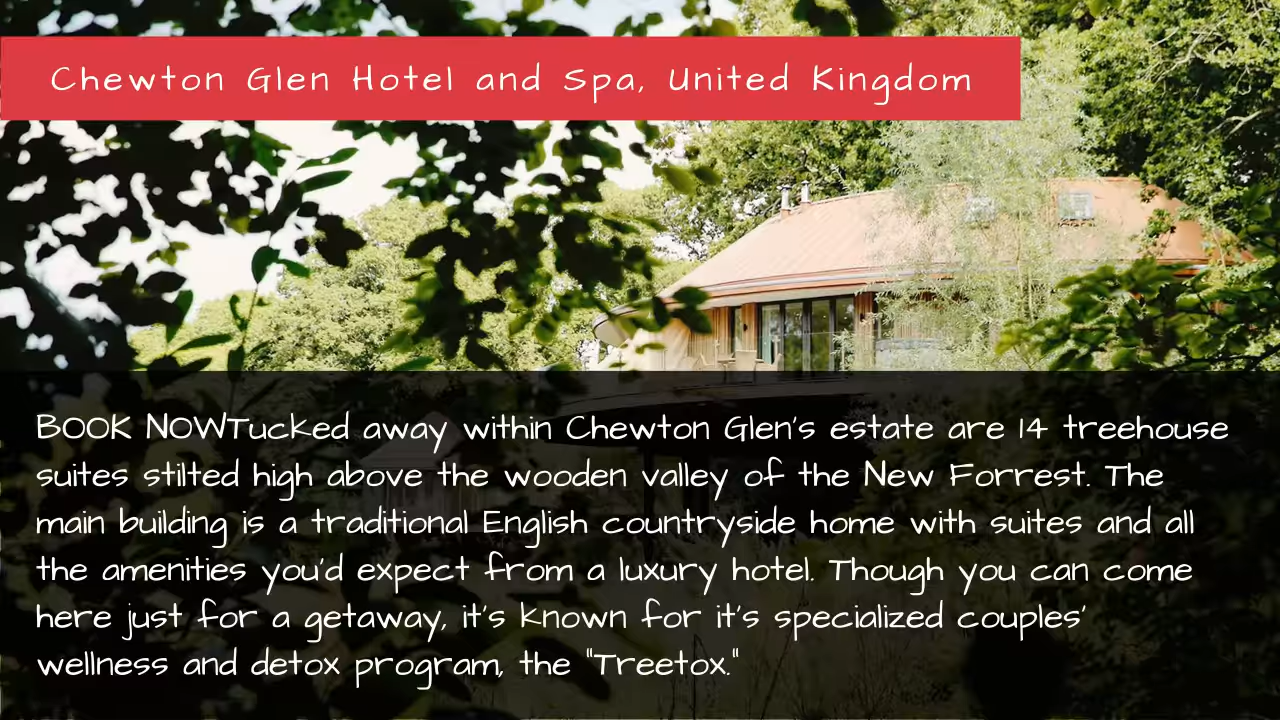 Chewton Glen Hotel and Spa, United Kingdom
BOOK NOWTucked away within Chewton Glen's estate are 14 treehouse
suites stilted high above the wooden valley of the New Forrest. The
main building is a traditional English countryside home with suites and all
the amenities you'd expect from a luxury hotel. Though you can come
here just for a getaway, it's known for it's specialized couples'
wellness and detox program, the "Treetox."